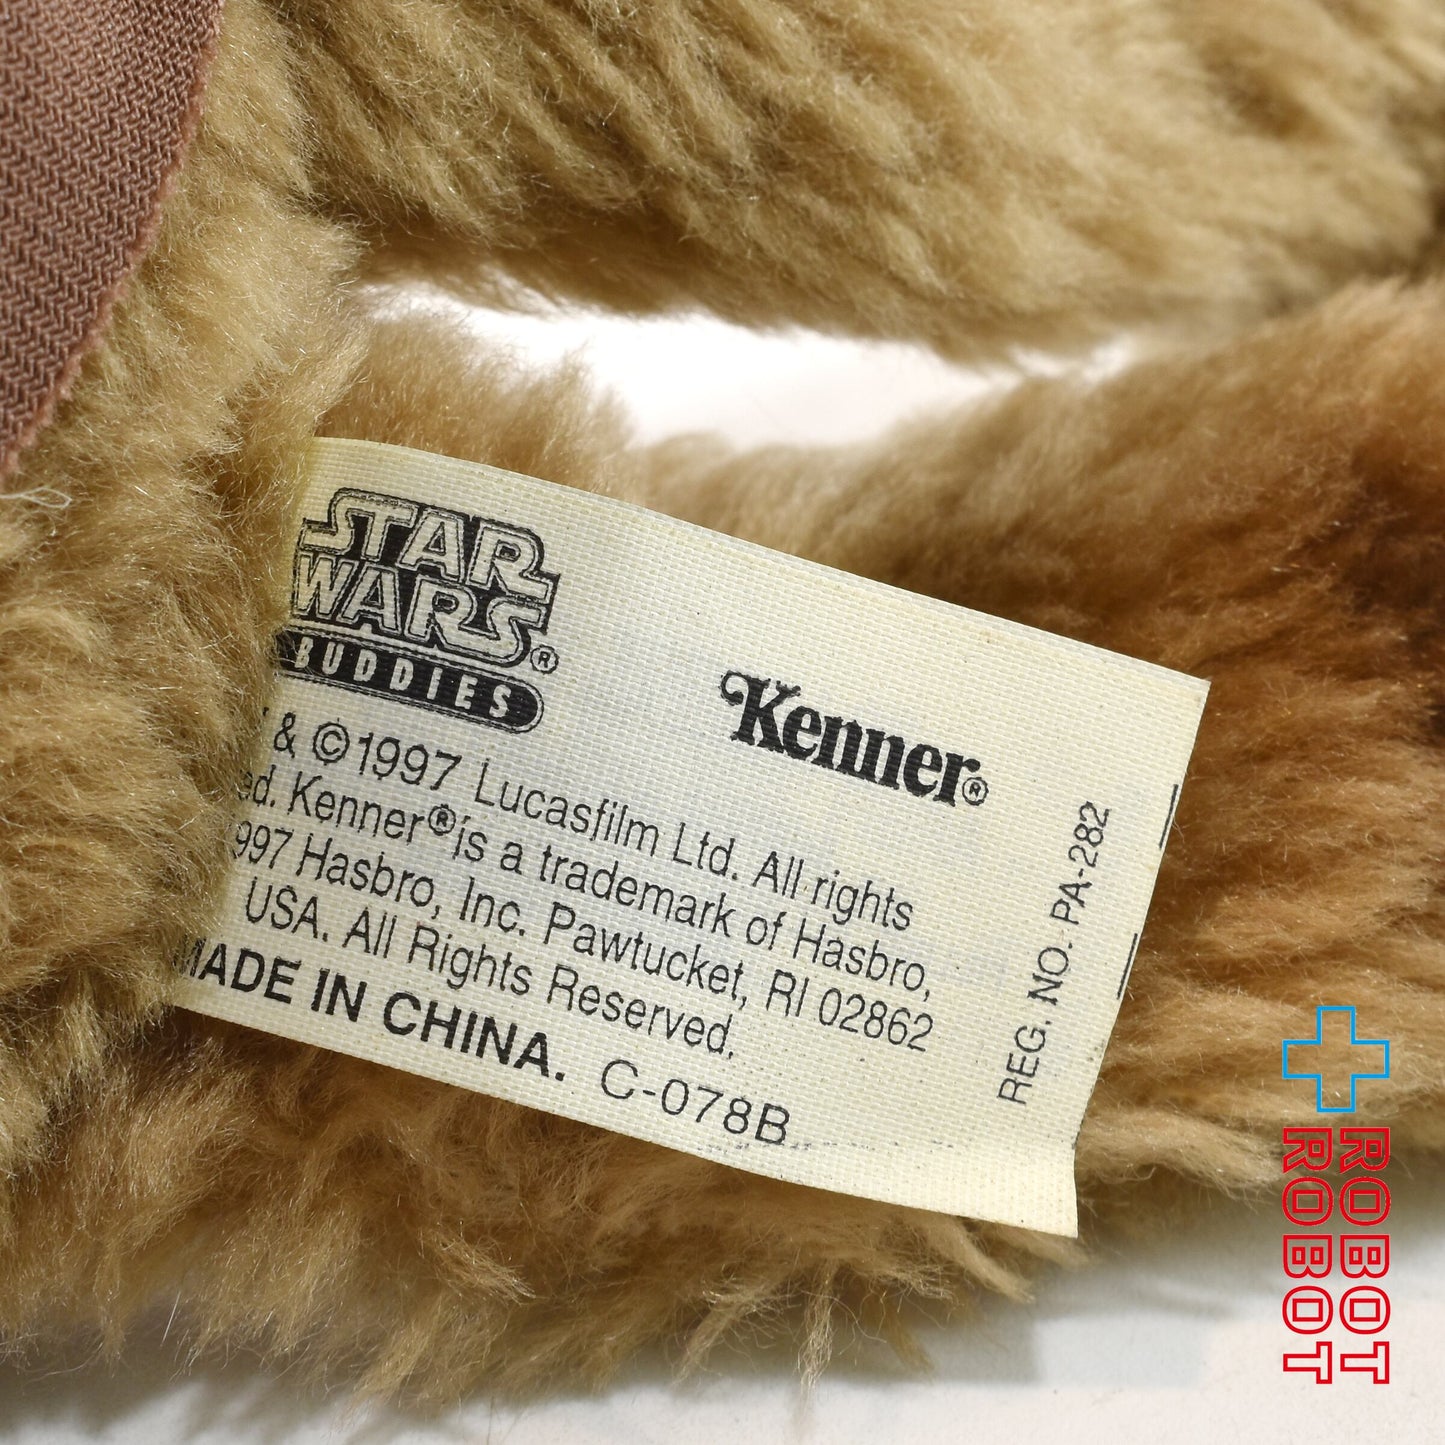 STAR
WARS®
BUDDIES
Kenner®
& ©1997 Lucasfilm Ltd. All rights
ed. Kenner® is a trademark of Hasbro,
997 Hasbro, Inc. Pawtucket, RI 02862
USA. All Rights Reserved.
MADE IN CHINA. C-078B
REG. NO. PA-282
ROBOT
ROBOT